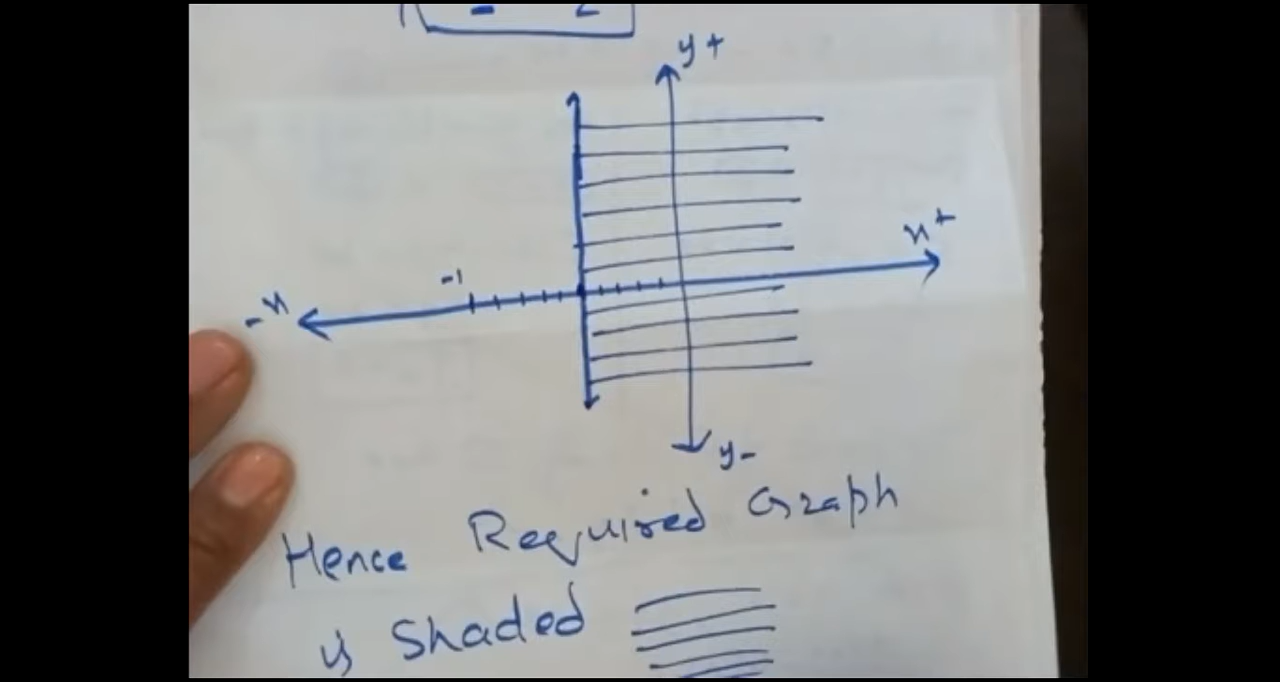 y+
x+
-1
-x
y-
Hence Required Graph
is Shaded